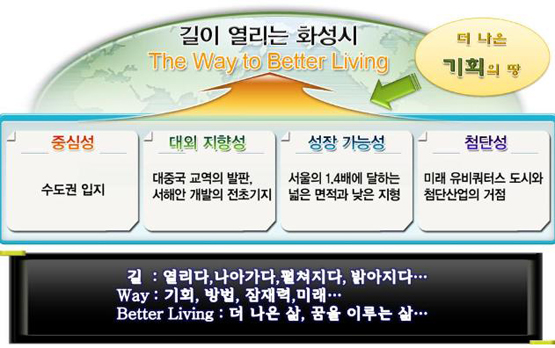 길이 열리는 화성시
The Way to Better Living
더 나은
기회의 땅
중심성
수도권 입지
대외 지향성
대중국 교역의 발판,
서해안 개발의 전초기지
성장 가능성
서울의 1.4배에 달하는
넓은 면적과 낮은 지형
첨단성
미래 유비쿼터스 도시와
첨단산업의 거점
길 : 열리다,나아가다,펼쳐지다, 밝아지다…
Way : 기회, 방법, 잠재력,미래…
Better Living : 더 나은 삶, 꿈을 이루는 삶…